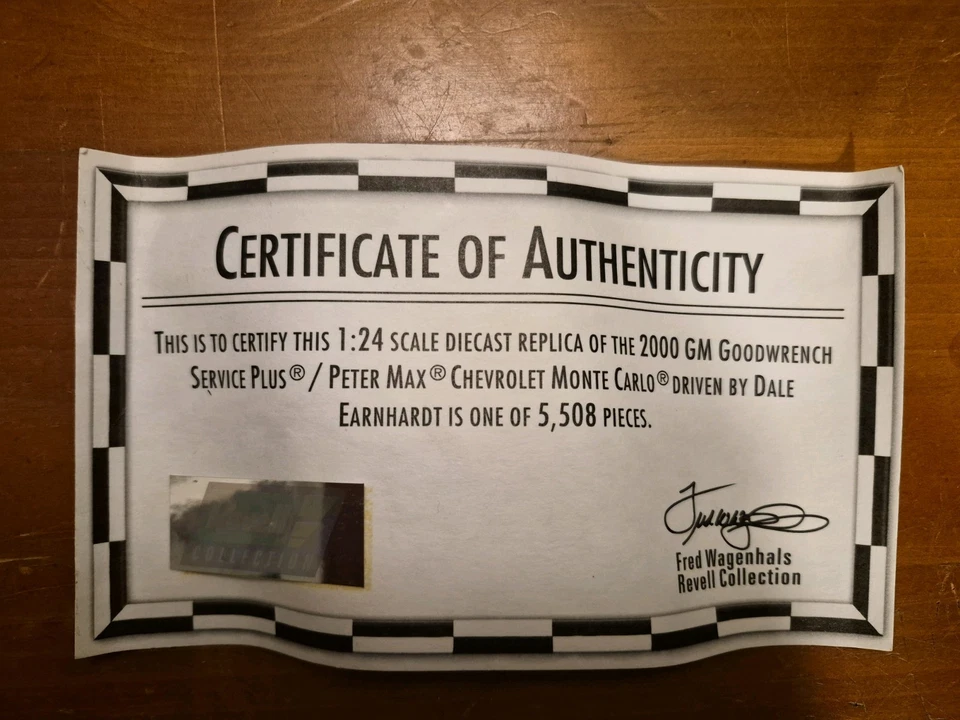 CERTIFICATE OF AUTHENTICITY
THIS IS TO CERTIFY THIS 1:24 SCALE DIECAST REPLICA OF THE 2000 GM GOODWRENCH
SERVICE PLUS® / PETER MAX® CHEVROLET MONTE CARLO® DRIVEN BY DALE
EARNHARDT IS ONE OF 5,508 PIECES.
COLLECTION
Fred Wagenhals
Revell Collection